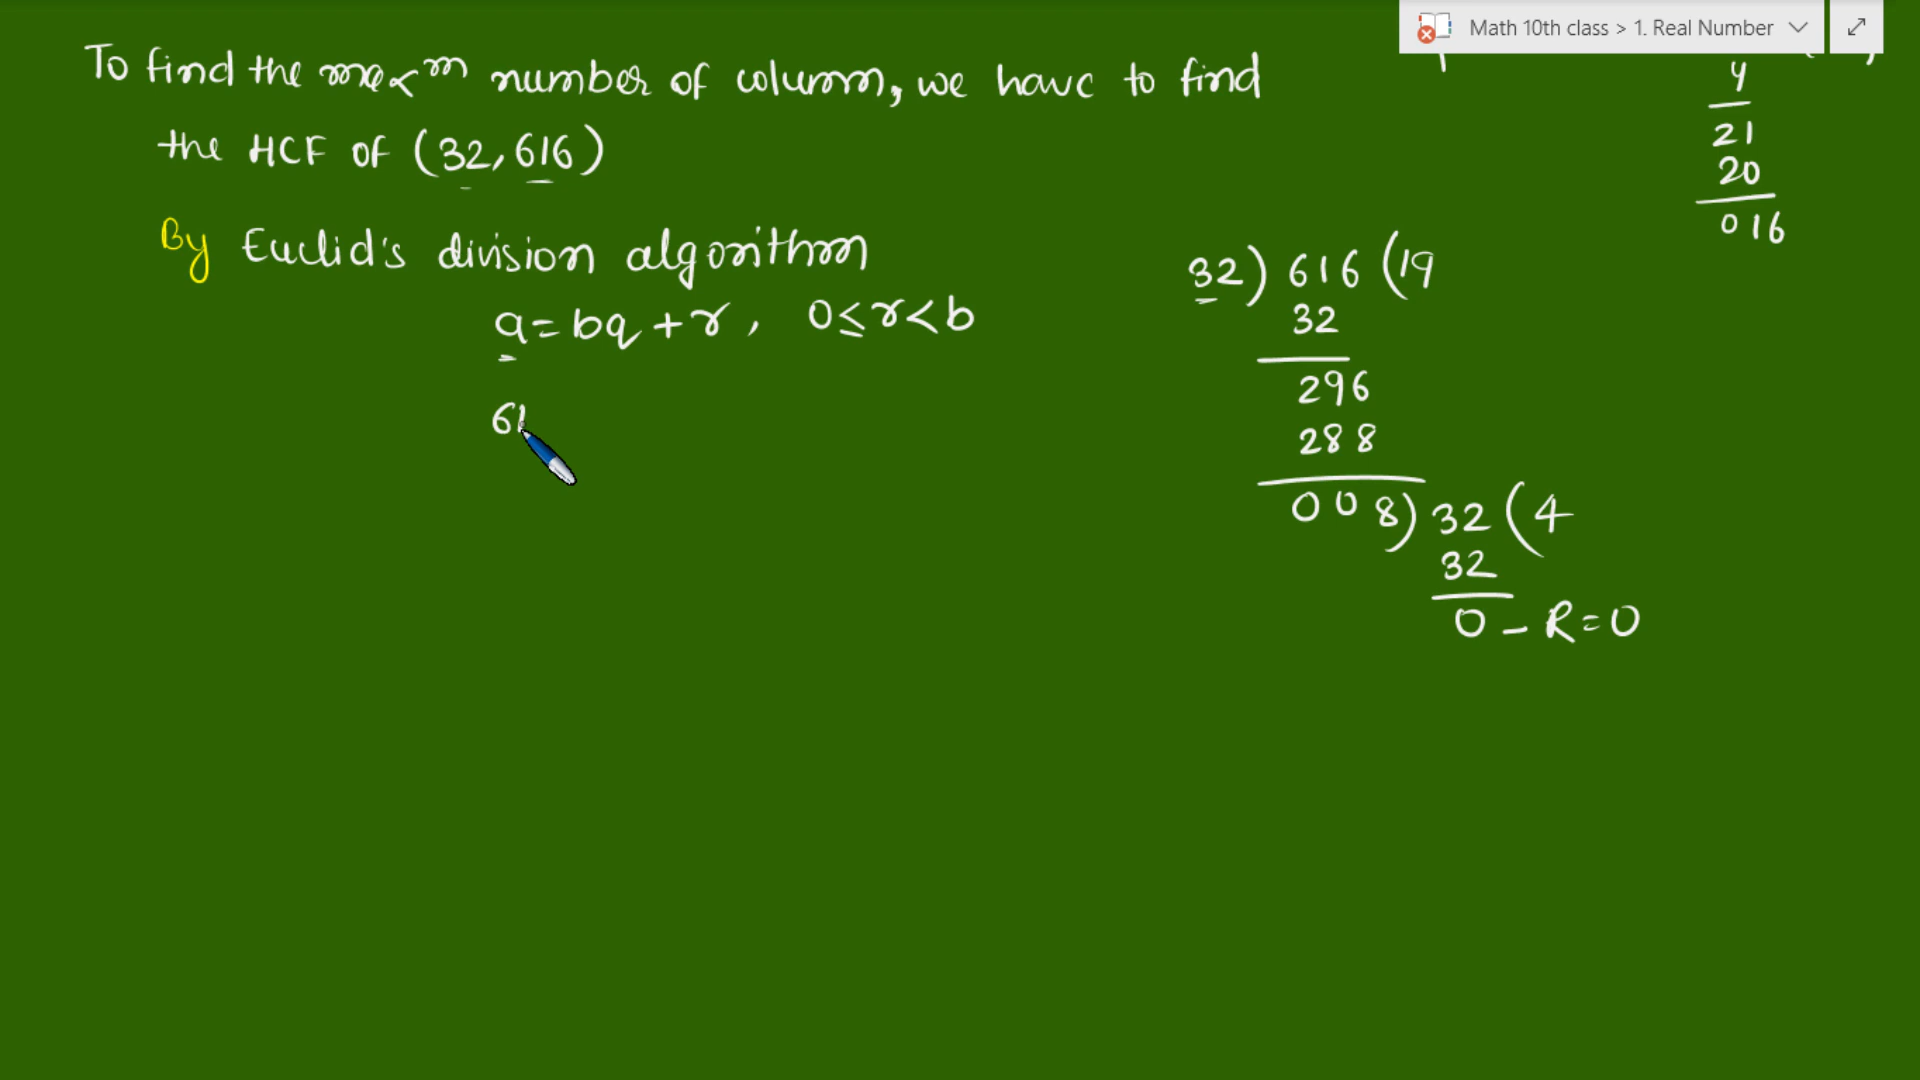 Math 10th class > 1. Real Number
To find the maxᵐ number of column, we have to find
the HCF of (32, 616)
By Euclid's division algorithm
a = bq + r, 0 ≤ r < b
61
4
21
20
016
32) 616 (19
32
296
288
008) 32 (4
32
0 - R = 0